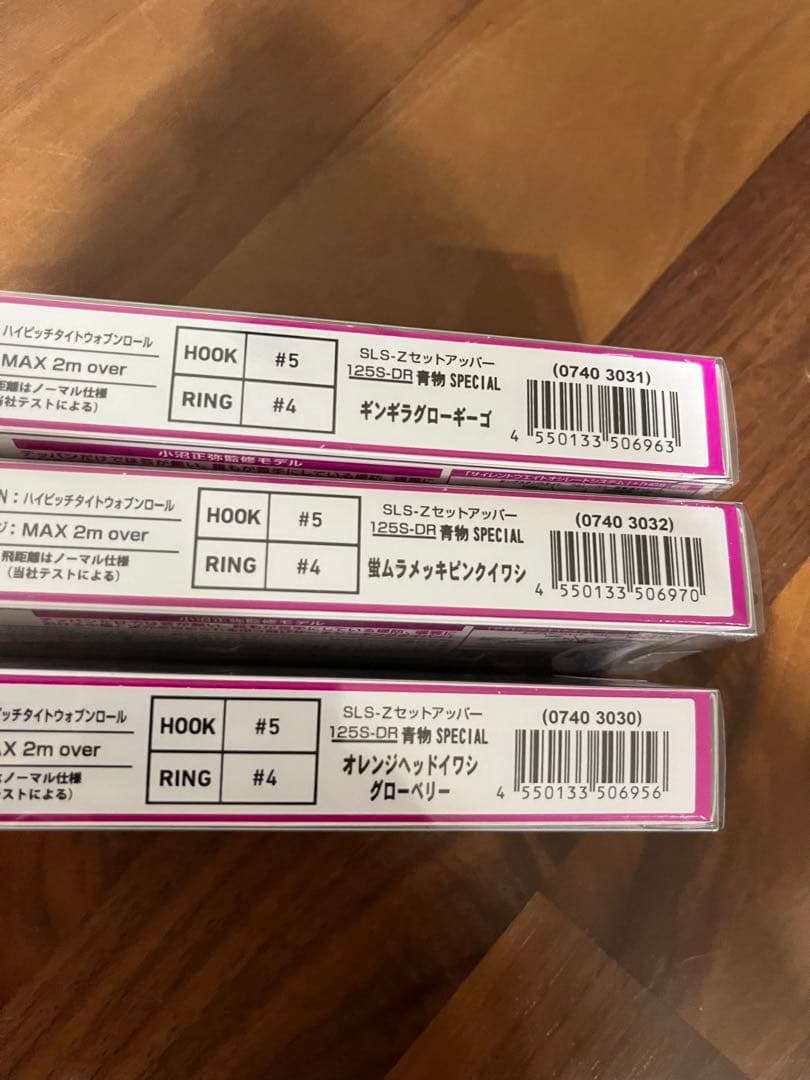 ハイピッチタイトウォブンロール
MAX 2m over
距離はノーマル仕様
当社テストによる)
HOOK #5
RING #4
SLS-Zセットアッパー
125S-DR 青物 SPECIAL
ギンギラグローギーゴ
(0740 3031)
4 550133 506963
小沼正弥監修モデル
N:ハイピッチタイトウォブンロール
ジ:MAX 2m over
飛距離はノーマル仕様
(当社テストによる)
HOOK #5
RING #4
SLS-Zセットアッパー
125S-DR 青物 SPECIAL
蛍ムラメッキピンクイワシ
(0740 3032)
4 550133 506970
小沼正弥監修モデル
ッチタイトウォブンロール
X 2m over
はノーマル仕様
ストによる)
HOOK #5
RING #4
SLS-Zセットアッパー
125S-DR 青物 SPECIAL
オレンジヘッドイワシ
グローベリー
(0740 3030)
4 550133 506956